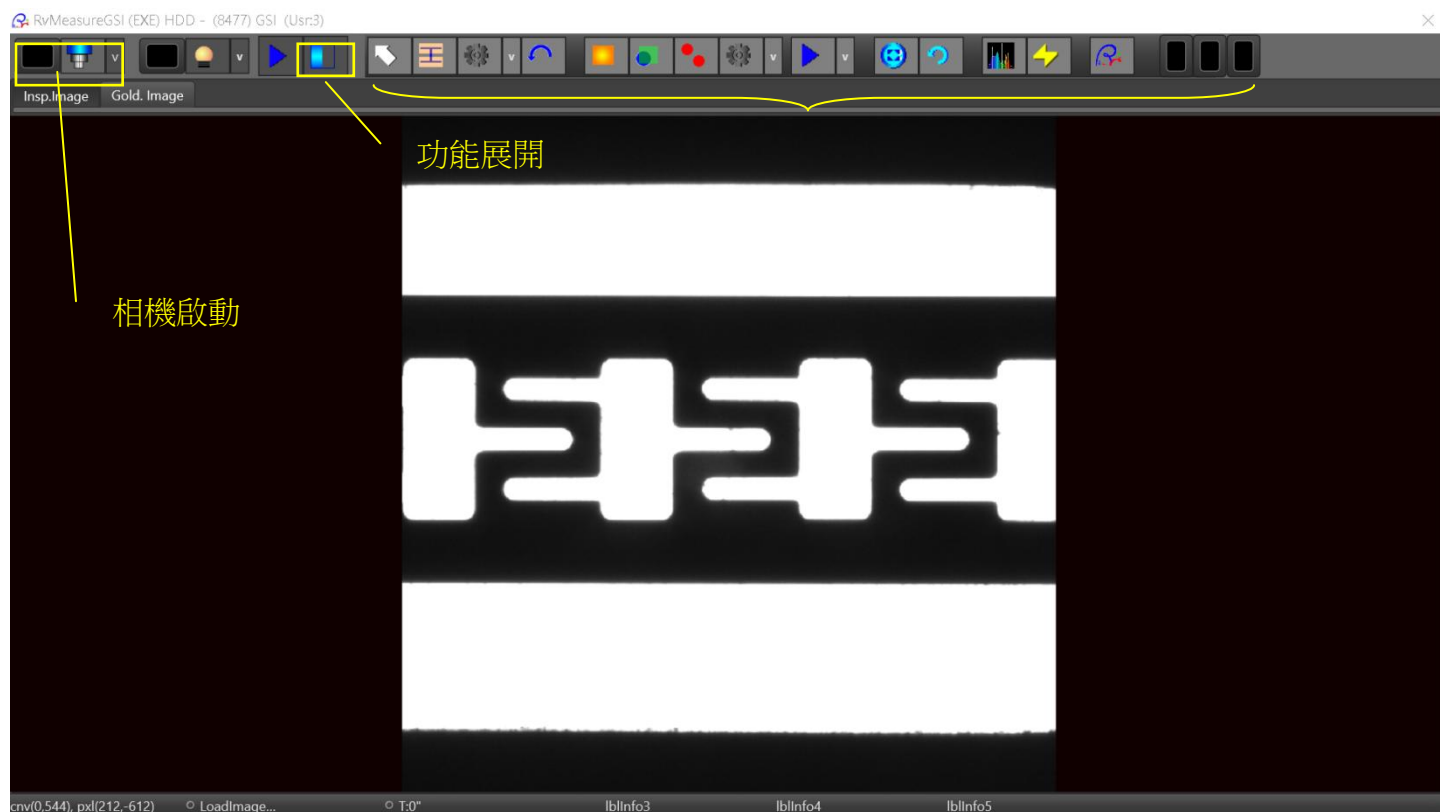 RvMeasureGSI (EXE) HDD - (8477) GSI (Usr:3)
v
v
v
v
v
Insp.Image Gold. Image
功能展開
相機啟動
cnv(0,544), pxl(212,-612) LoadImage... T:0" lblInfo3 lblInfo4 lblInfo5